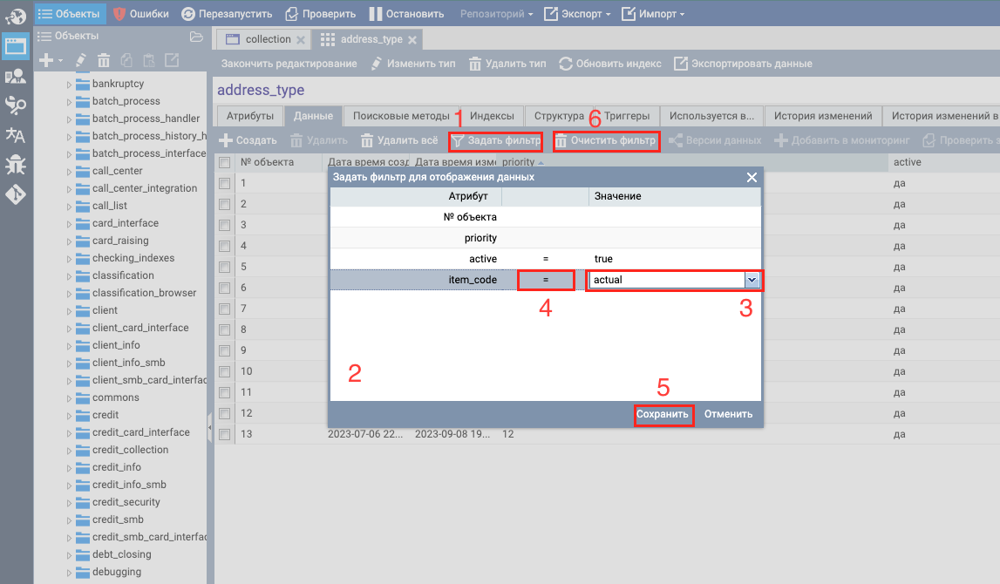 Объекты Ошибки Перезапустить Проверить Остановить Репозиторий Экспорт Импорт
Объекты
collection address_type
Закончить редактирование Изменить тип Удалить тип Обновить индекс Экспортировать данные
address_type
Атрибуты Данные Поисковые методы 1 Индексы Структура 6 Триггеры Используется в... История изменений История изменений в
Создать Удалить Удалить всё Задать фильтр Очистить фильтр Версии данных Добавить в мониторинг Проверить з
№ объекта Дата время созд Дата время изме priority active
1 да
2 да
3 да
4 да
5 да
6 да
7 да
8 да
9 да
10 да
11 да
12 да
13 2023-07-06 22... 2023-09-08 19... 12 да
Задать фильтр для отображения данных
Атрибут Значение
№ объекта
priority
active = true
item_code = actual
4 3
2
5
Сохранить Отменить
bankruptcy
batch_process
batch_process_handler
batch_process_history_h
batch_process_interface
call_center
call_center_integration
call_list
card_interface
card_raising
checking_indexes
classification
classification_browser
client
client_card_interface
client_info
client_info_smb
client_smb_card_interfac
commons
credit
credit_card_interface
credit_collection
credit_info
credit_info_smb
credit_security
credit_smb
credit_smb_card_interfac
debt_closing
debugging